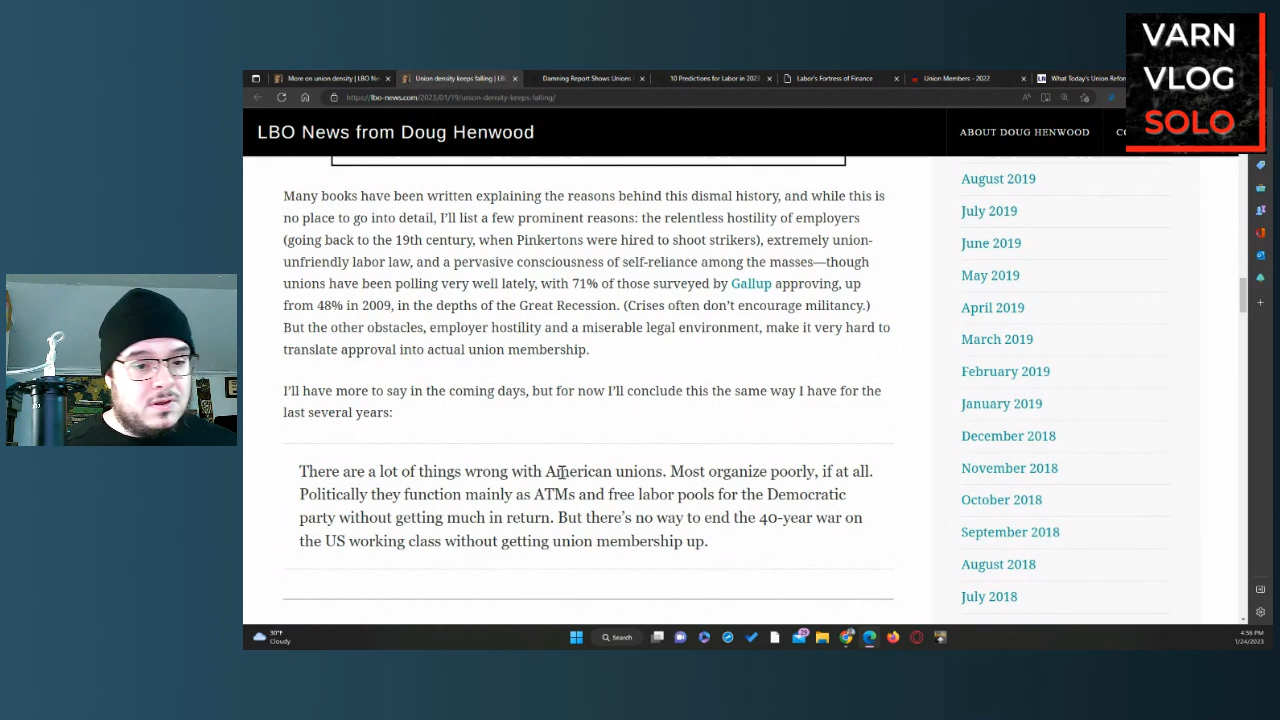 VARN
VLOG
SOLO
More on union density | LBO Ne
Union density keeps falling | LBO
Damning Report Shows Unions
10 Predictions for Labor in 2023
Labor's Fortress of Finance
Union Members - 2022
What Today's Union Refor
https://lbo-news.com/2023/01/19/union-density-keeps-falling/
LBO News from Doug Henwood
ABOUT DOUG HENWOOD
Many books have been written explaining the reasons behind this dismal history, and while this is
no place to go into detail, I'll list a few prominent reasons: the relentless hostility of employers
(going back to the 19th century, when Pinkertons were hired to shoot strikers), extremely union-
unfriendly labor law, and a pervasive consciousness of self-reliance among the masses—though
unions have been polling very well lately, with 71% of those surveyed by Gallup approving, up
from 48% in 2009, in the depths of the Great Recession. (Crises often don't encourage militancy.)
But the other obstacles, employer hostility and a miserable legal environment, make it very hard to
translate approval into actual union membership.
I'll have more to say in the coming days, but for now I'll conclude this the same way I have for the
last several years:
There are a lot of things wrong with American unions. Most organize poorly, if at all.
Politically they function mainly as ATMs and free labor pools for the Democratic
party without getting much in return. But there's no way to end the 40-year war on
the US working class without getting union membership up.
August 2019
July 2019
June 2019
May 2019
April 2019
March 2019
February 2019
January 2019
December 2018
November 2018
October 2018
September 2018
August 2018
July 2018
30°F
Cloudy
Search
4:56 PM
1/24/2023